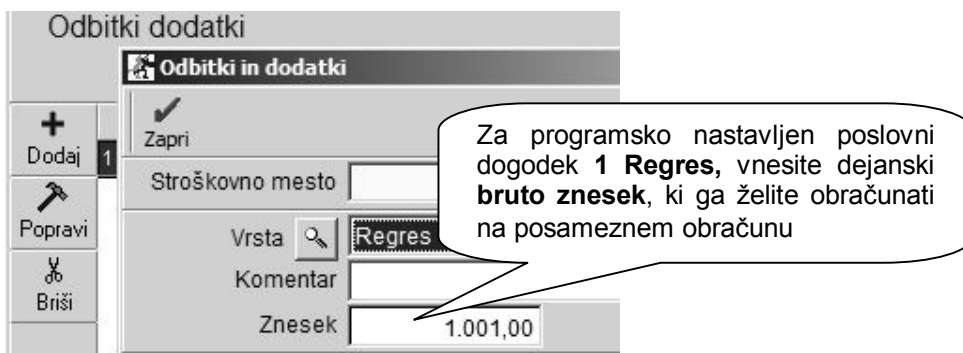 Odbitki dodatki
Odbitki in dodatki
Dodaj
Popravi
Briši
1
Zapri
Stroškovno mesto
Vrsta
Regres
Komentar
Znesek
1.001,00
Za programsko nastavljen poslovni
dogodek 1 Regres, vnesite dejanski
bruto znesek, ki ga želite obračunati
na posameznem obračunu